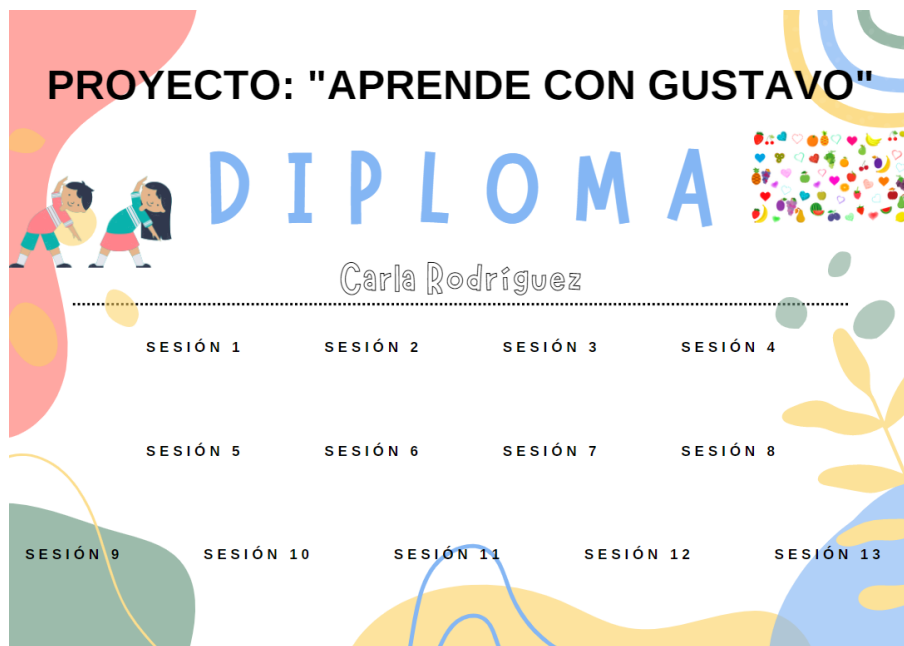 PROYECTO: "APRENDE CON GUSTAVO"
DIPLOMA
Carla Rodríguez
SESIÓN 1 SESIÓN 2 SESIÓN 3 SESIÓN 4
SESIÓN 5 SESIÓN 6 SESIÓN 7 SESIÓN 8
SESIÓN 9 SESIÓN 10 SESIÓN 11 SESIÓN 12 SESIÓN 13